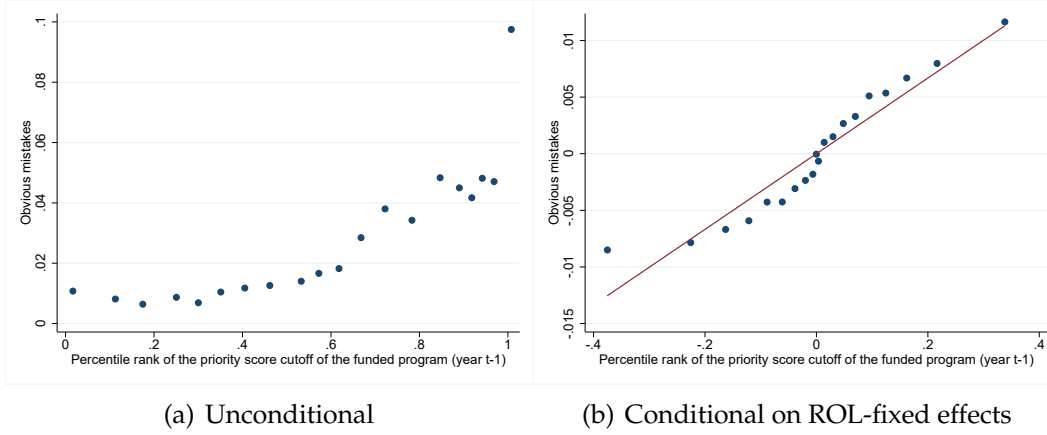 .1
.08
.06
.04
.02
0
Obvious mistakes
0 .2 .4 .6 .8 1
Percentile rank of the priority score cutoff of the funded program (year t-1)
(a) Unconditional
.01
.005
0
-.005
-.01
-.015
Obvious mistakes
-.4 -.2 0 .2 .4
Percentile rank of the priority score cutoff of the funded program (year t-1)
(b) Conditional on ROL-fixed effects